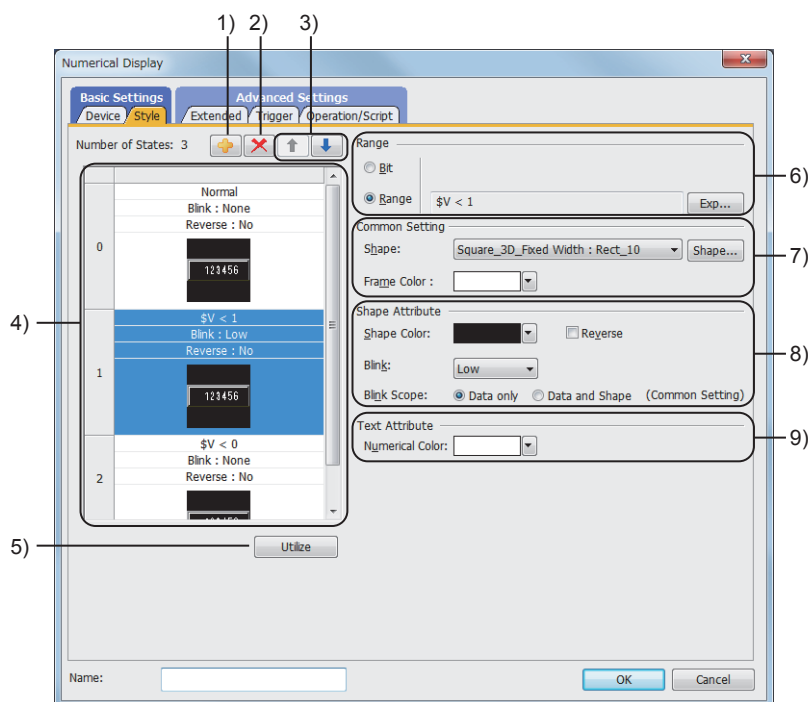 1) 2) 3)
Numerical Display
Basic Settings Advanced Settings
Device Style Extended Trigger Operation/Script
Number of States: 3
Range
Bit
Range $V < 1 Exp...
6)
Common Setting
Shape: Square_3D_Fixed Width : Rect_10 Shape...
7)
Frame Color :
Shape Attribute
Shape Color: Reverse
Blink: Low
8)
Blink Scope: Data only Data and Shape (Common Setting)
Text Attribute
Numerical Color:
9)
4)
Normal
Blink : None
Reverse : No
0
123456
$V < 1
Blink : Low
Reverse : No
1
123456
$V < 0
Blink : None
Reverse : No
2
5)
Utilize
Name:
OK Cancel